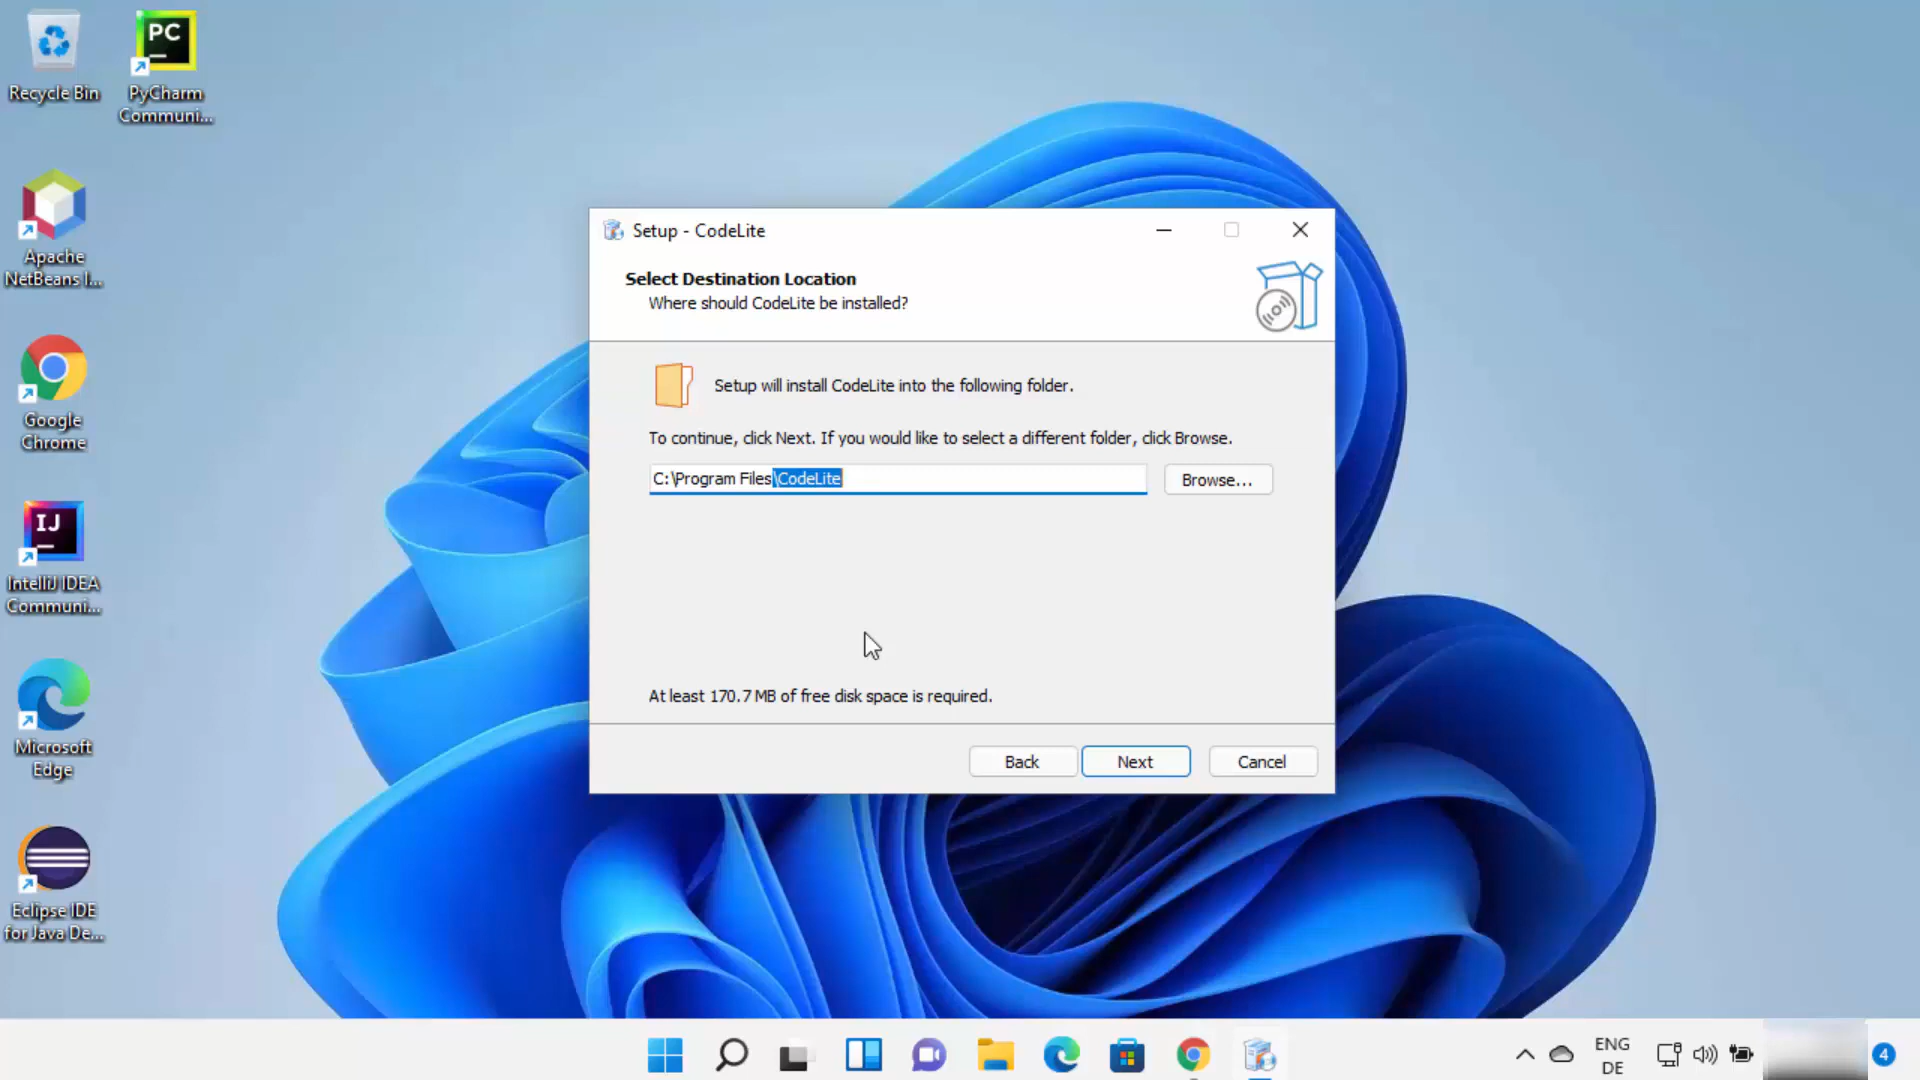 Recycle Bin
PC
PyCharm
Communi...
Apache
NetBeans I...
Google
Chrome
IJ
IntelliJ IDEA
Communi...
Microsoft
Edge
Eclipse IDE
for Java De...
Setup - CodeLite
Select Destination Location
Where should CodeLite be installed?
Setup will install CodeLite into the following folder.
To continue, click Next. If you would like to select a different folder, click Browse.
C:\Program Files\CodeLite
Browse...
At least 170.7 MB of free disk space is required.
Back
Next
Cancel
ENG
DE
4